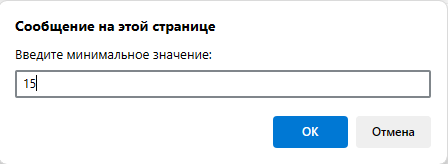 Сообщение на этой странице
Введите минимальное значение:
15
ОК
Отмена